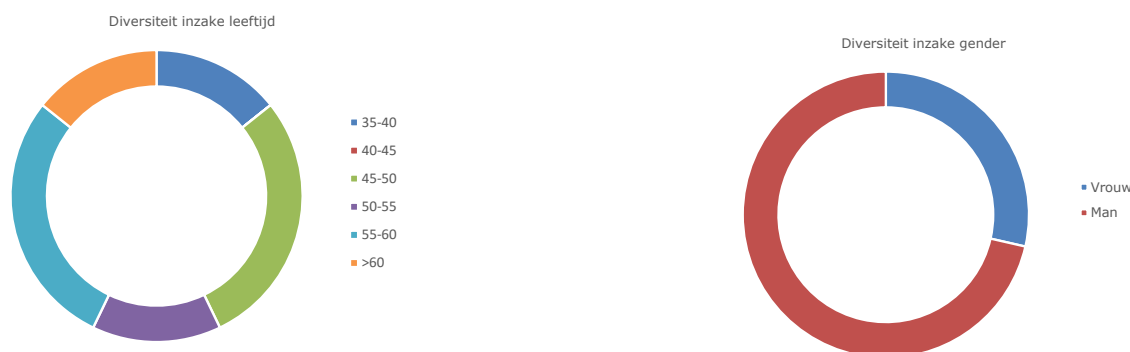 Diversiteit inzake leeftijd
35-40
40-45
45-50
50-55
55-60
>60
Diversiteit inzake gender
Vrouw
Man